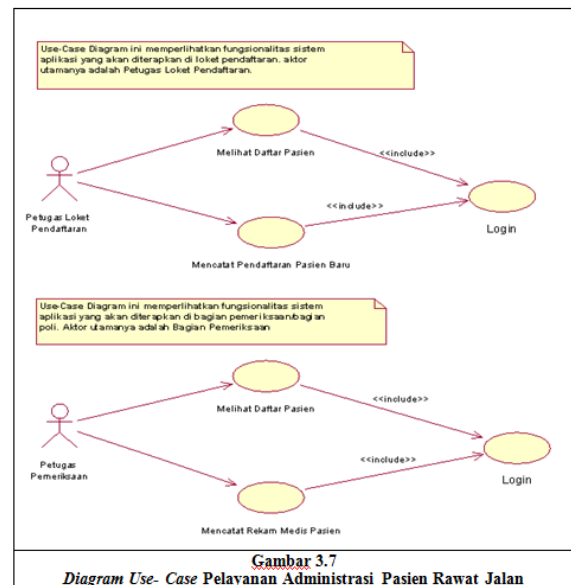 Use-Case Diagram ini memperlihatkan fungsionalitas sistem
aplikasi yang akan diterapkan di loket pendaftaran. aktor
utamanya adalah Petugas Loket Pendaftaran.
Melihat Daftar Pasien
<<include>>
Petugas Loket
Pendaftaran
<<include>>
Login
Mencatat Pendaftaran Pasien Baru
Use-Case Diagram ini memperlihatkan fungsionalitas sistem
aplikasi yang akan diterapkan di bagian pemeriksaan/bagian
poli. Aktor utamanya adalah Bagian Pemeriksaan
Melihat Daftar Pasien
<<include>>
Petugas
Pemeriksaan
<<include>>
Login
Mencatat Rekam Medis Pasien
Gambar 3.7
Diagram Use- Case Pelayanan Administrasi Pasien Rawat Jalan